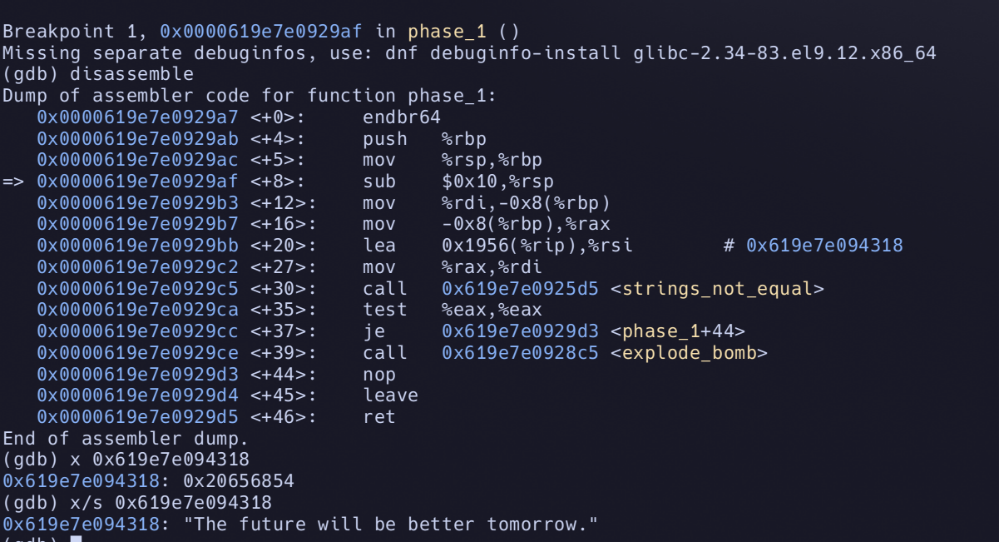 Breakpoint 1, 0x0000619e7e0929af in phase_1 ()
Missing separate debuginfos, use: dnf debuginfo-install glibc-2.34-83.el9.12.x86_64
(gdb) disassemble
Dump of assembler code for function phase_1:
   0x0000619e7e0929a7 <+0>:     endbr64
   0x0000619e7e0929ab <+4>:     push   %rbp
   0x0000619e7e0929ac <+5>:     mov    %rsp,%rbp
=> 0x0000619e7e0929af <+8>:     sub    $0x10,%rsp
   0x0000619e7e0929b3 <+12>:    mov    %rdi,-0x8(%rbp)
   0x0000619e7e0929b7 <+16>:    mov    -0x8(%rbp),%rax
   0x0000619e7e0929bb <+20>:    lea    0x1956(%rip),%rsi        # 0x619e7e094318
   0x0000619e7e0929c2 <+27>:    mov    %rax,%rdi
   0x0000619e7e0929c5 <+30>:    call   0x619e7e0925d5 <strings_not_equal>
   0x0000619e7e0929ca <+35>:    test   %eax,%eax
   0x0000619e7e0929cc <+37>:    je     0x619e7e0929d3 <phase_1+44>
   0x0000619e7e0929ce <+39>:    call   0x619e7e0928c5 <explode_bomb>
   0x0000619e7e0929d3 <+44>:    nop
   0x0000619e7e0929d4 <+45>:    leave
   0x0000619e7e0929d5 <+46>:    ret
End of assembler dump.
(gdb) x 0x619e7e094318
0x619e7e094318: 0x20656854
(gdb) x/s 0x619e7e094318
0x619e7e094318: "The future will be better tomorrow."
(gdb)